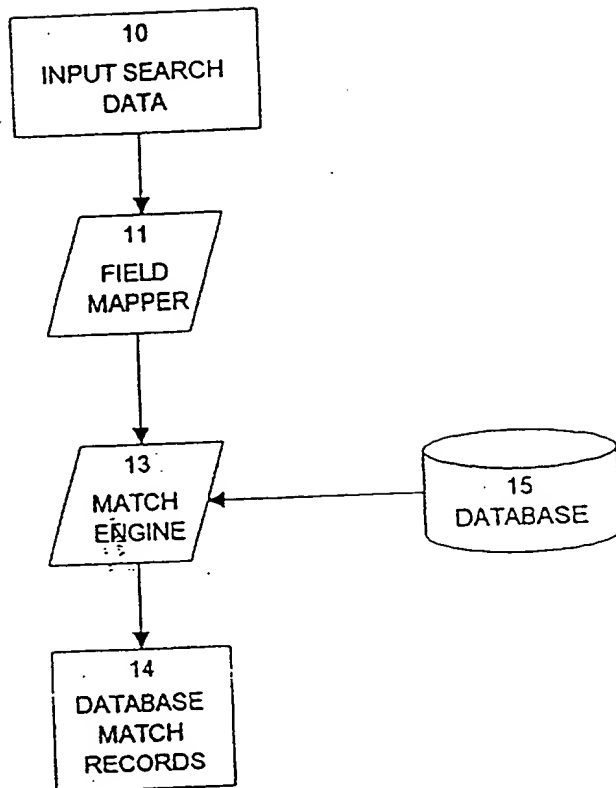 10
INPUT SEARCH
DATA
11
FIELD
MAPPER
13
MATCH
ENGINE
15
DATABASE
14
DATABASE
MATCH
RECORDS